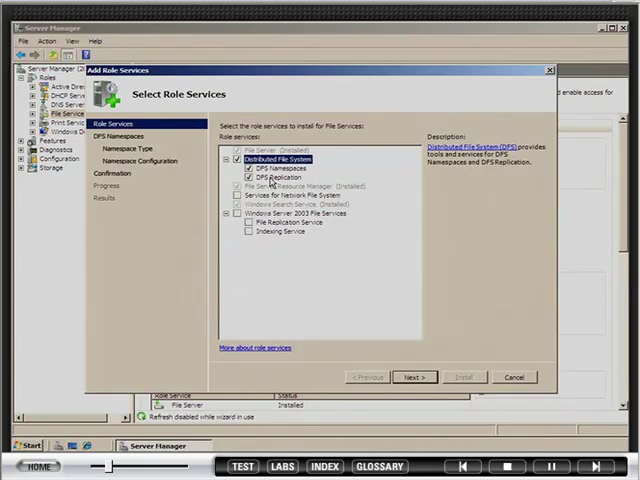 Server Manager
File Action View Help
Server Manager
Roles
Active Direc
DHCP Server
DNS Server
File Service
Print Servic
Windows D
Features
Diagnostics
Configuration
Storage
enable access for
Add Role Services
Select Role Services
Role Services
DFS Namespaces
Namespace Type
Namespace Configuration
Confirmation
Progress
Results
Select the role services to install for File Services:
Role services:
File Server (Installed)
Distributed File System
DFS Namespaces
DFS Replication
File Server Resource Manager (Installed)
Services for Network File System
Windows Search Service (Installed)
Windows Server 2003 File Services
File Replication Service
Indexing Service
Description:
Distributed File System (DFS) provides
tools and services for DFS
Namespaces and DFS Replication.
More about role services
< Previous
Next >
Install
Cancel
Role Service Status
File Server Installed
Refresh disabled while wizard in use
Start
Server Manager
HOME
TEST LABS INDEX GLOSSARY